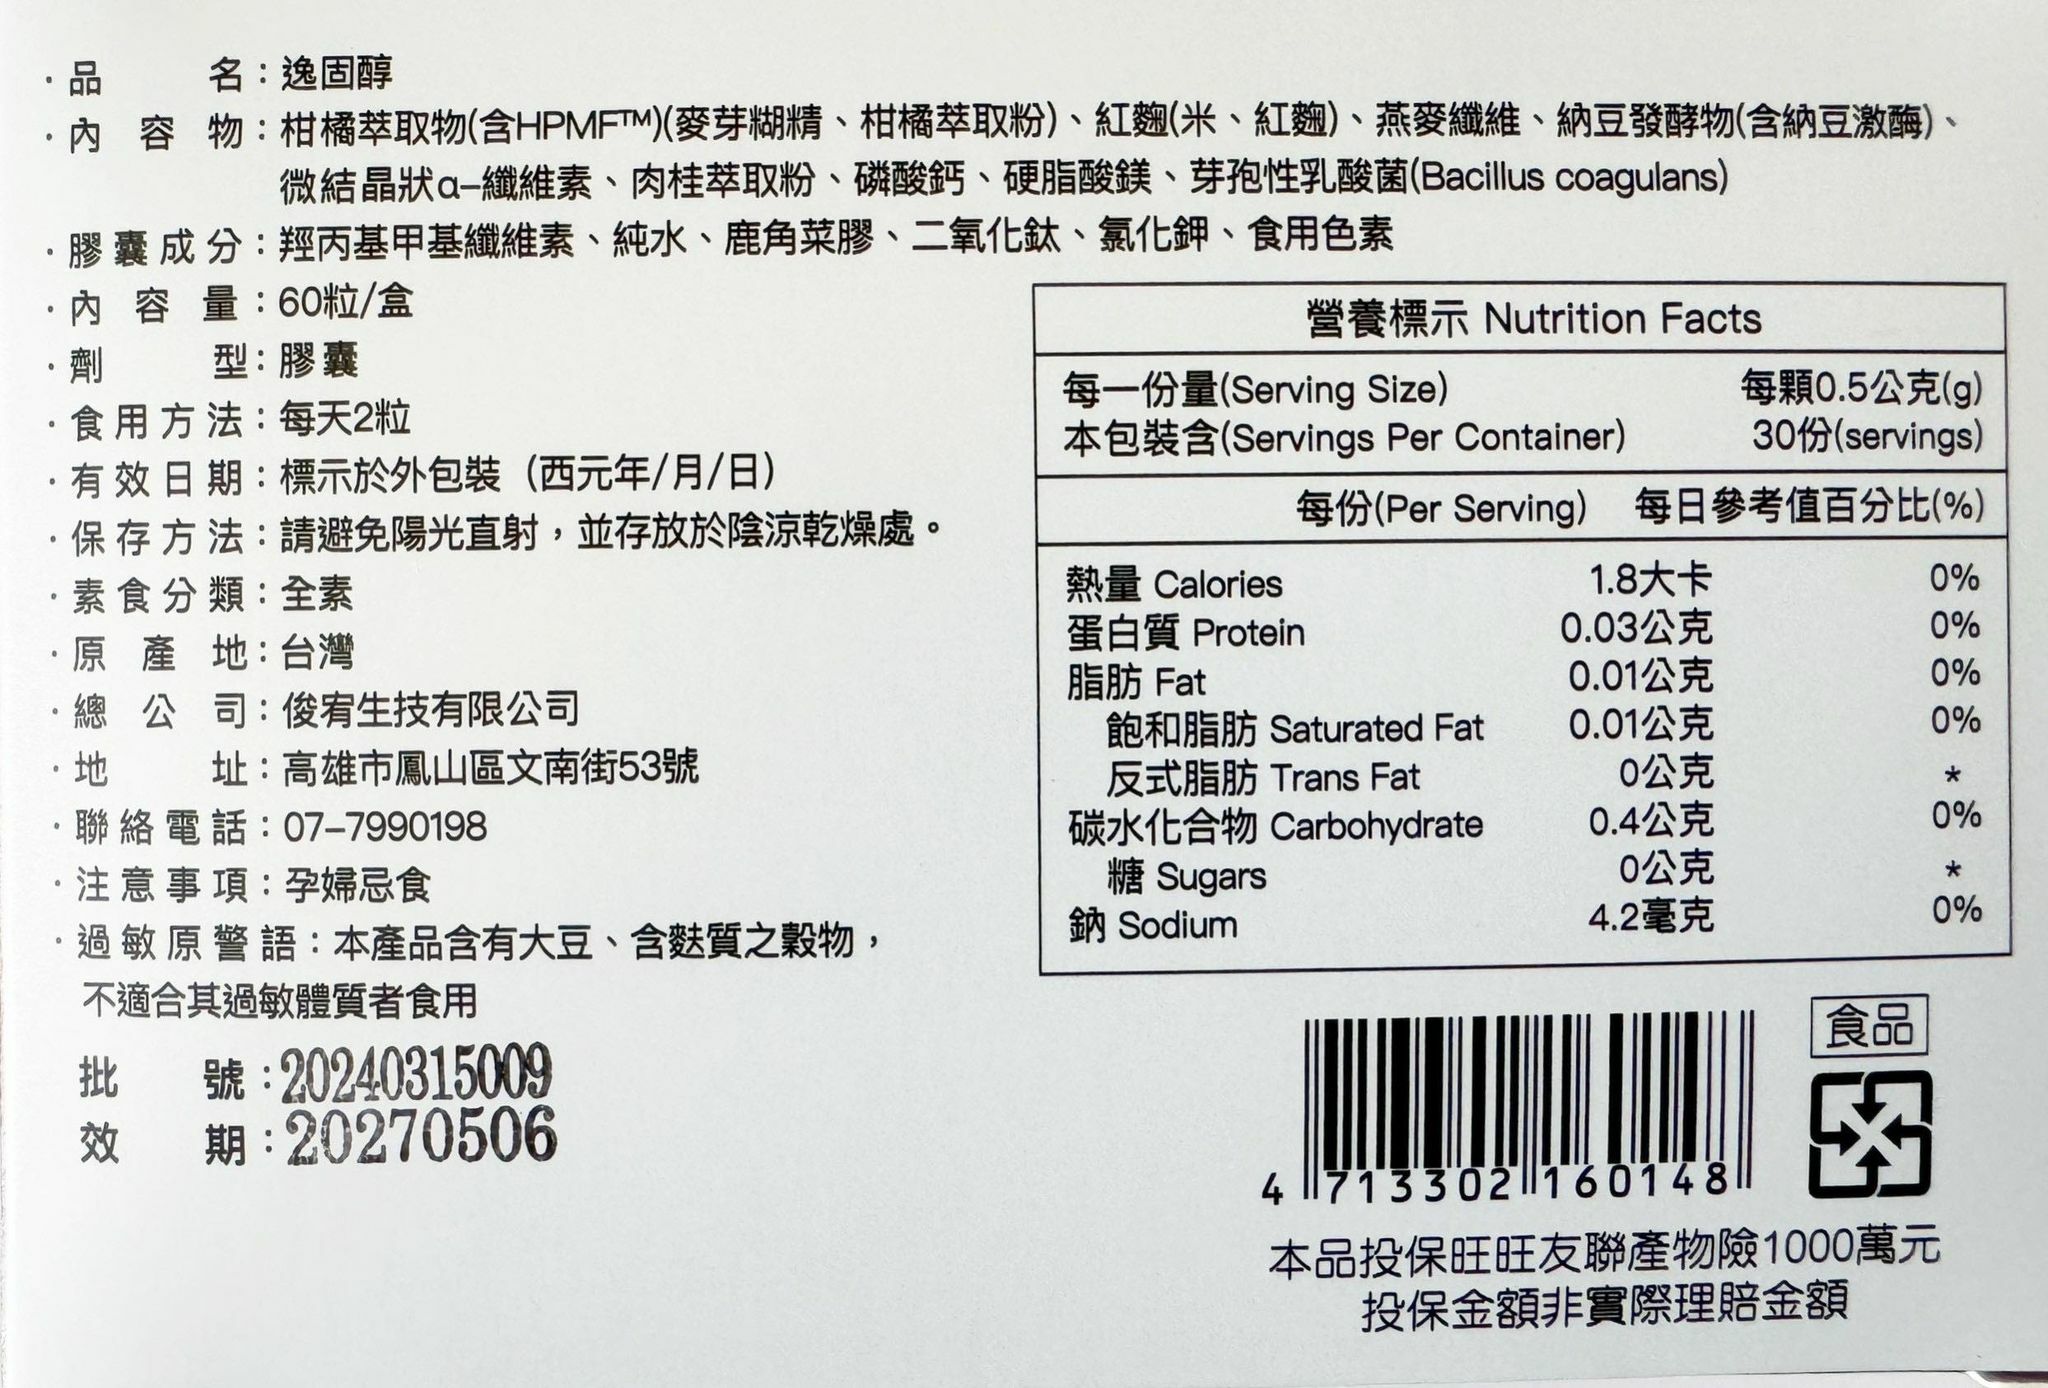 ·品名：逸固醇
·內容物：柑橘萃取物(含HPMF™)(麥芽糊精、柑橘萃取粉)、紅麴(米、紅麴)、燕麥纖維、納豆發酵物(含納豆激酶)、
微結晶狀α–纖維素、肉桂萃取粉、磷酸鈣、硬脂酸鎂、芽孢性乳酸菌(Bacillus coagulans)
·膠囊成分：羥丙基甲基纖維素、純水、鹿角菜膠、二氧化鈦、氯化鉀、食用色素
·內容量：60粒/盒
·劑型：膠囊
·食用方法：每天2粒
·有效日期：標示於外包裝（西元年/月/日）
·保存方法：請避免陽光直射，並存放於陰涼乾燥處。
·素食分類：全素
·原產地：台灣
·總公司：俊宥生技有限公司
·地址：高雄市鳳山區文南街53號
·聯絡電話：07–7990198
·注意事項：孕婦忌食
·過敏原警語：本產品含有大豆、含麩質之穀物，
不適合其過敏體質者食用
批號：20240315009
效期：20270506
營養標示 Nutrition Facts
每一份量(Serving Size) 每顆0.5公克(g)
本包裝含(Servings Per Container) 30份(servings)
每份(Per Serving) 每日參考值百分比(%)
熱量 Calories 1.8大卡 0%
蛋白質 Protein 0.03公克 0%
脂肪 Fat 0.01公克 0%
飽和脂肪 Saturated Fat 0.01公克 0%
反式脂肪 Trans Fat 0公克 *
碳水化合物 Carbohydrate 0.4公克 0%
糖 Sugars 0公克 *
鈉 Sodium 4.2毫克 0%
食品
4 713302 160148
本品投保旺旺友聯產物險1000萬元
投保金額非實際理賠金額